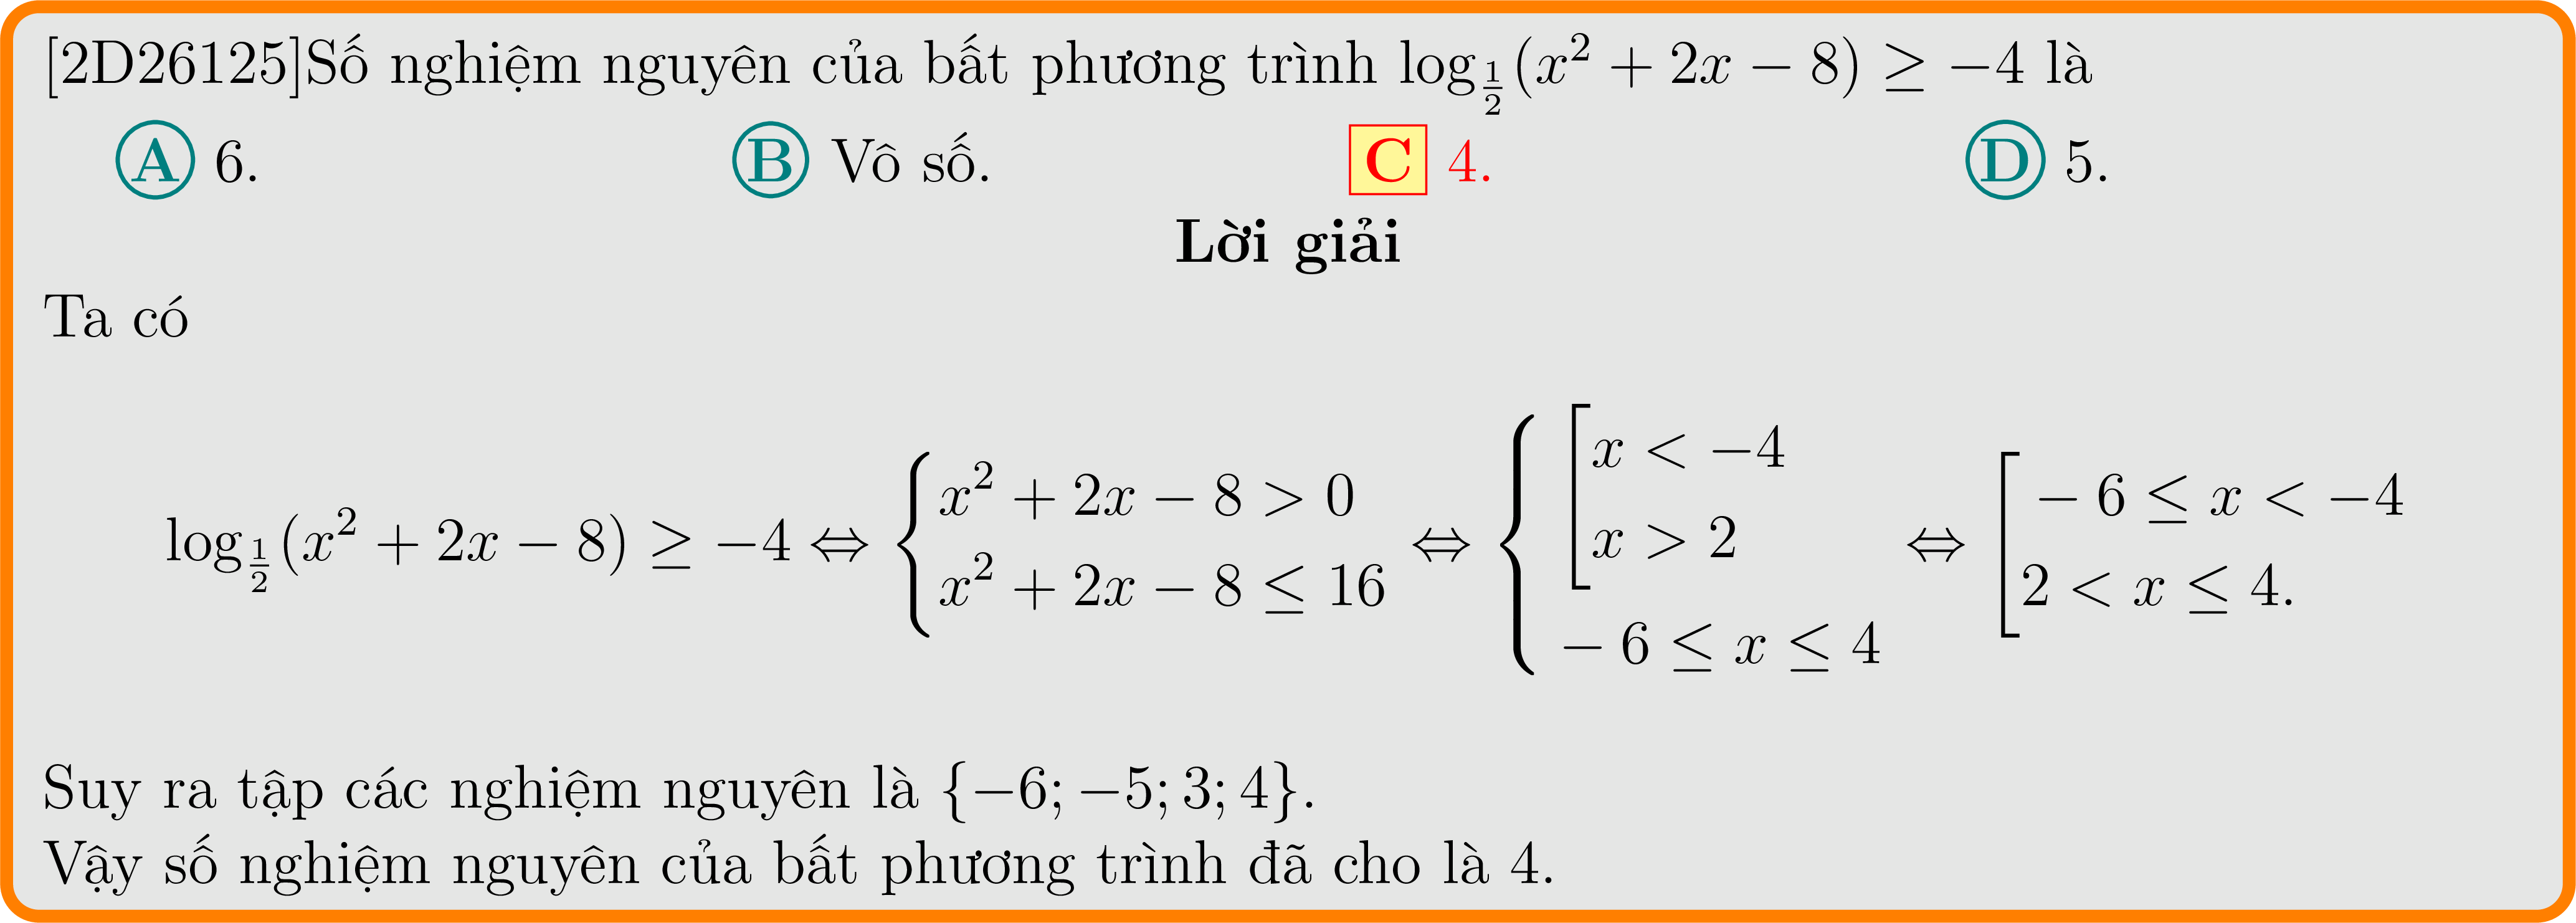 [2D26125]Số nghiệm nguyên của bất phương trình $\log_{\frac{1}{2}}(x^2 + 2x - 8) \geq -4$ là
A 6. B Vô số. C 4. D 5.
Lời giải
Ta có
$\log_{\frac{1}{2}}(x^2 + 2x - 8) \geq -4 \Leftrightarrow \begin{cases} x^2 + 2x - 8 > 0 \\ x^2 + 2x - 8 \leq 16 \end{cases} \Leftrightarrow \begin{cases} \left[ \begin{array}{l} x < -4 \\ x > 2 \end{array} \right. \\ -6 \leq x \leq 4 \end{cases} \Leftrightarrow \left[ \begin{array}{l} -6 \leq x < -4 \\ 2 < x \leq 4. \end{array} \right.$
Suy ra tập các nghiệm nguyên là {−6; −5; 3; 4}.
Vậy số nghiệm nguyên của bất phương trình đã cho là 4.